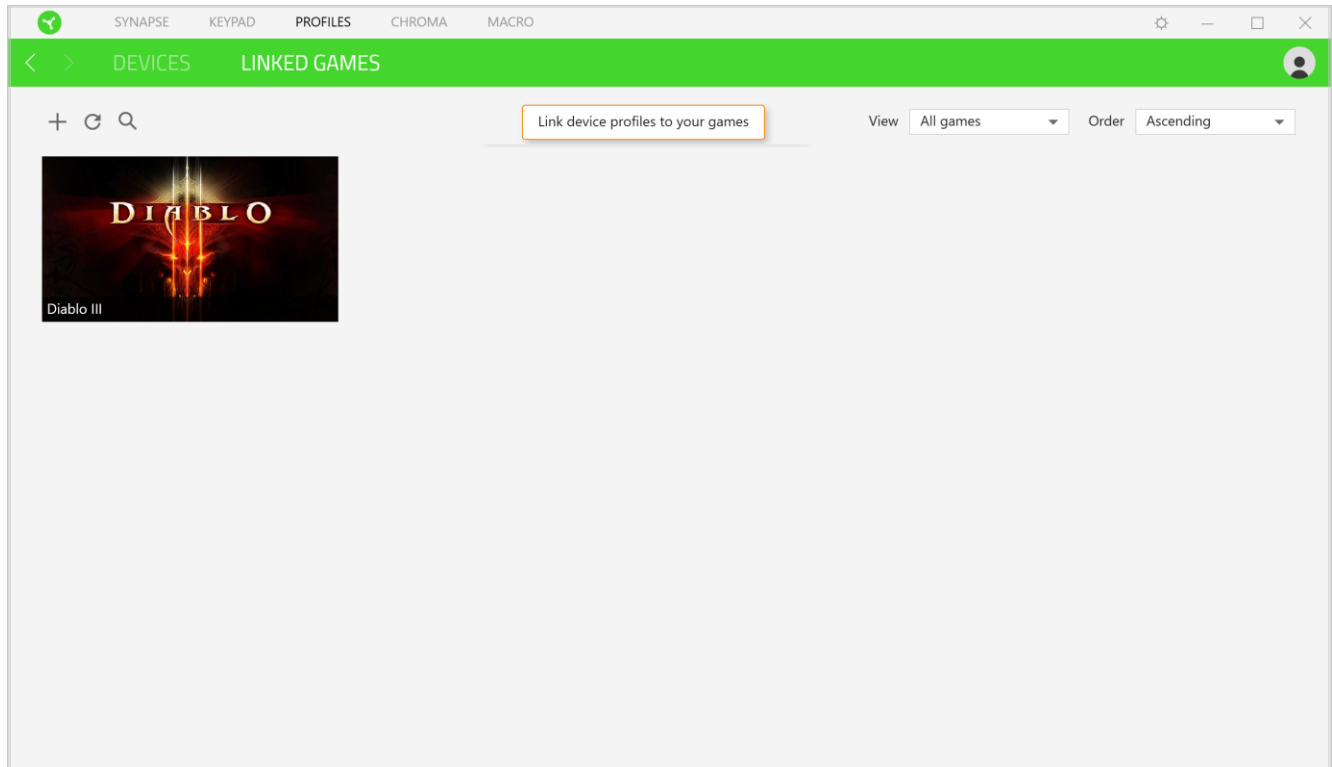 SYNAPSE KEYPAD PROFILES CHROMA MACRO
DEVICES LINKED GAMES
Link device profiles to your games View All games Order Ascending
DIABLO
III
Diablo III